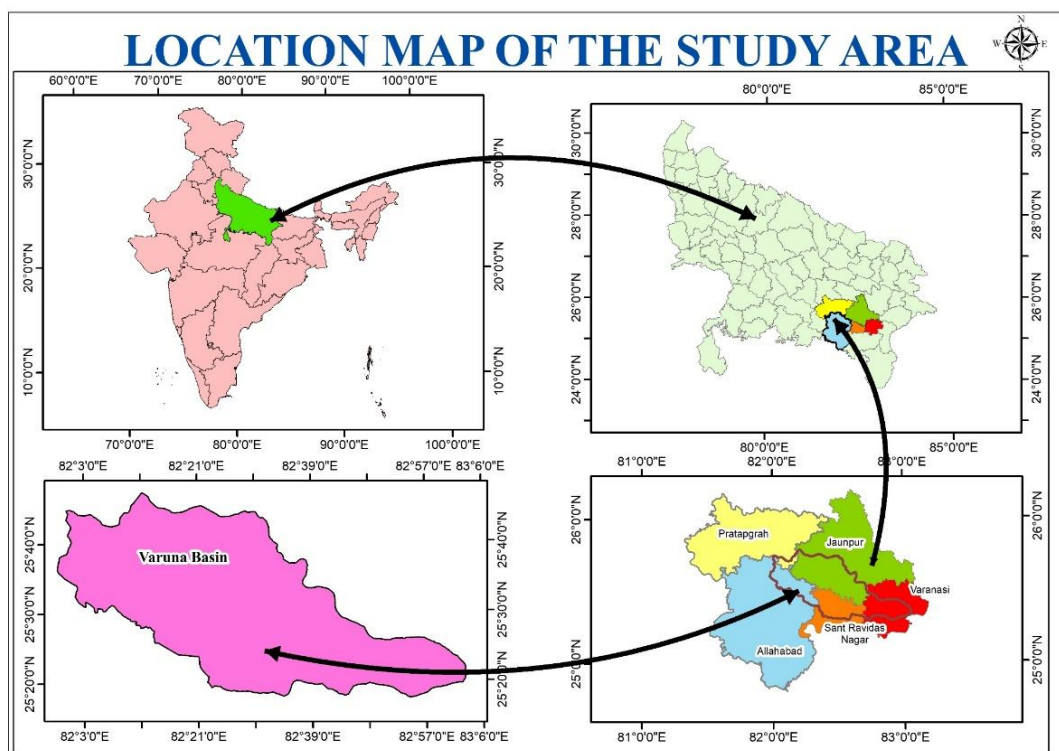 LOCATION MAP OF THE STUDY AREA
N
W E
S
60°0'0"E 70°0'0"E 80°0'0"E 90°0'0"E 100°0'0"E
30°0'0"N
20°0'0"N
10°0'0"N
30°0'0"N
20°0'0"N
10°0'0"N
70°0'0"E 80°0'0"E 90°0'0"E 100°0'0"E
80°0'0"E 85°0'0"E
30°0'0"N
28°0'0"N
26°0'0"N
24°0'0"N
30°0'0"N
28°0'0"N
26°0'0"N
24°0'0"N
80°0'0"E 85°0'0"E
82°3'0"E 82°21'0"E 82°39'0"E 82°57'0"E 83°6'0"E
25°40'0"N
25°30'0"N
25°20'0"N
Varuna Basin
25°40'0"N
25°30'0"N
25°20'0"N
82°3'0"E 82°21'0"E 82°39'0"E 82°57'0"E 83°6'0"E
81°0'0"E 82°0'0"E 83°0'0"E
26°0'0"N
25°0'0"N
Pratapgrah
Jaunpur
Varanasi
Sant Ravidas
Nagar
Allahabad
26°0'0"N
25°0'0"N
81°0'0"E 82°0'0"E 83°0'0"E